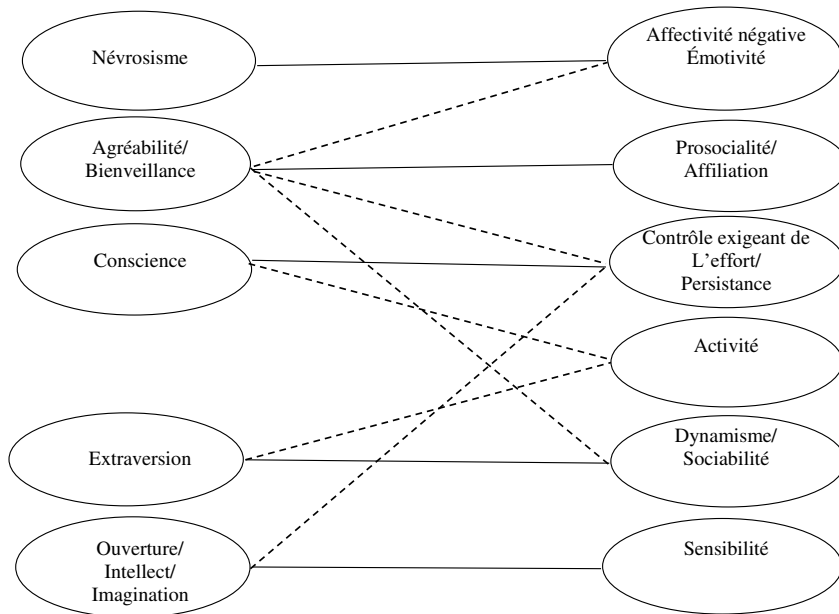 Névrosisme
Affectivité négative
Émotivité
Agréabilité/
Bienveillance
Prosocialité/
Affiliation
Conscience
Contrôle exigeant de
L'effort/
Persistance
Activité
Extraversion
Dynamisme/
Sociabilité
Ouverture/
Intellect/
Imagination
Sensibilité